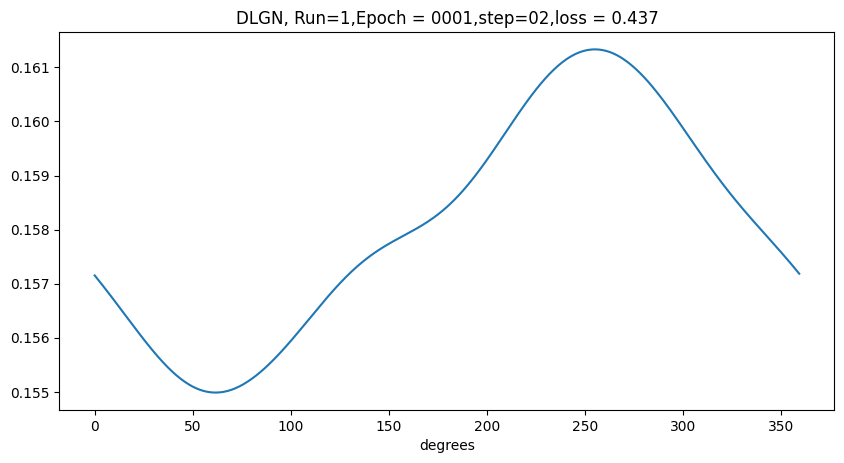 DLGN, Run=1,Epoch = 0001,step=02,loss = 0.437
0.161
0.160
0.159
0.158
0.157
0.156
0.155
0 50 100 150 200 250 300 350
degrees